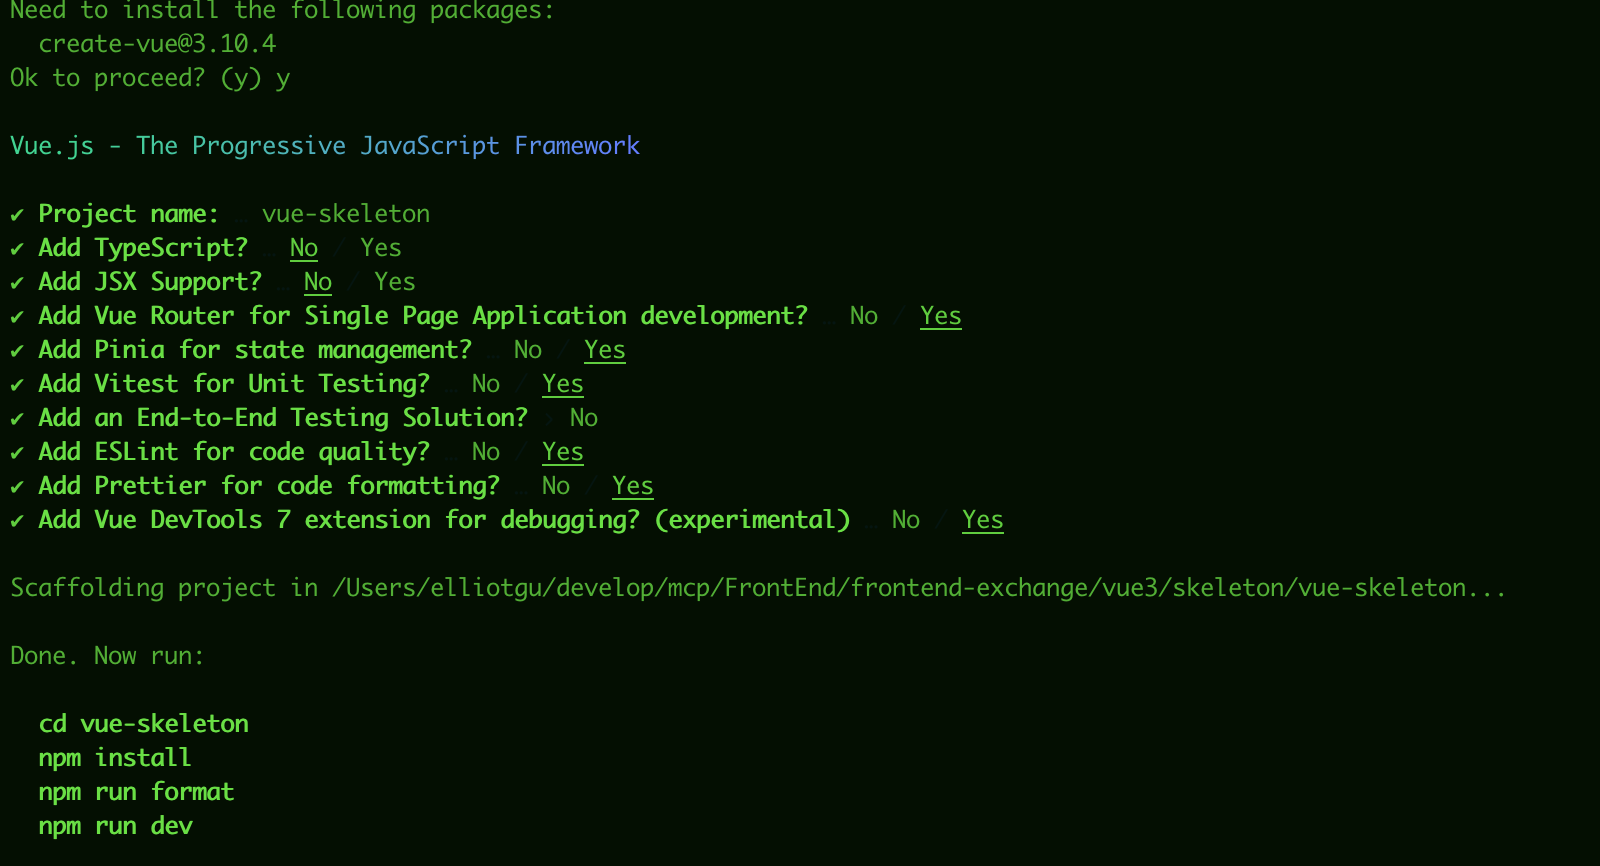 Need to install the following packages:
  create-vue@3.10.4
Ok to proceed? (y) y

Vue.js - The Progressive JavaScript Framework

✔ Project name: … vue-skeleton
✔ Add TypeScript? … No / Yes
✔ Add JSX Support? … No / Yes
✔ Add Vue Router for Single Page Application development? … No / Yes
✔ Add Pinia for state management? … No / Yes
✔ Add Vitest for Unit Testing? … No / Yes
✔ Add an End-to-End Testing Solution? › No
✔ Add ESLint for code quality? … No / Yes
✔ Add Prettier for code formatting? … No / Yes
✔ Add Vue DevTools 7 extension for debugging? (experimental) … No / Yes

Scaffolding project in /Users/elliotgu/develop/mcp/FrontEnd/frontend-exchange/vue3/skeleton/vue-skeleton...

Done. Now run:

  cd vue-skeleton
  npm install
  npm run format
  npm run dev